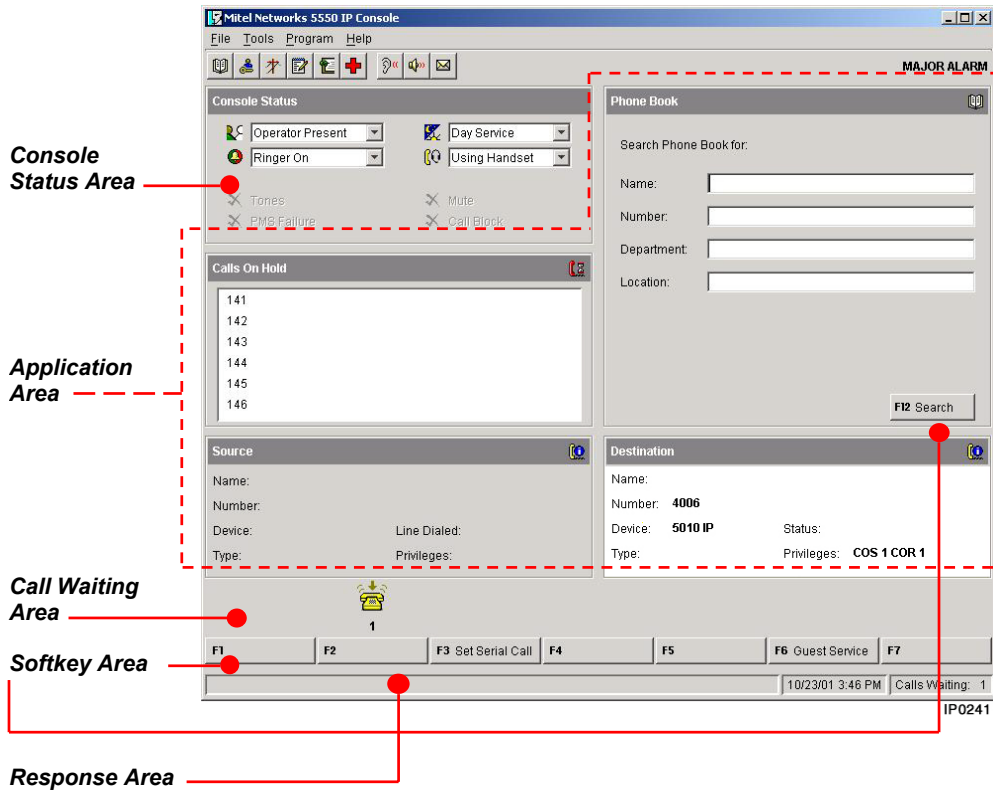 Mitel Networks 5550 IP Console
File Tools Program Help
MAJOR ALARM
Console Status
Operator Present
Day Service
Ringer On
Using Handset
Tones
Mute
PMS Failure
Call Block
Phone Book
Search Phone Book for:
Name:
Number:
Department:
Location:
F12 Search
Calls On Hold
141
142
143
144
145
146
Source
Name:
Number:
Device: Line Dialed:
Type: Privileges:
Destination
Name:
Number: 4006
Device: 5010 IP Status:
Type: Privileges: COS 1 COR 1
1
F1 F2 F3 Set Serial Call F4 F5 F6 Guest Service F7
10/23/01 3:46 PM Calls Waiting: 1
IP0241
Console
Status Area
Application
Area
Call Waiting
Area
Softkey Area
Response Area